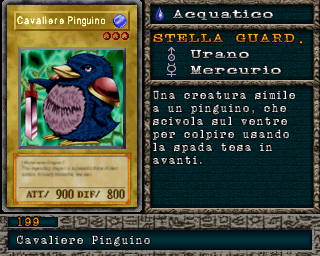 Cavaliere Pinguino
ATT/ 900 DIF/ 800
Acquatico
STELLA GUARD.
Urano
Mercurio
Una creatura simile
a un pinguino, che
scivola sul ventre
per colpire usando
la spada tesa in
avanti.
199
Cavaliere Pinguino